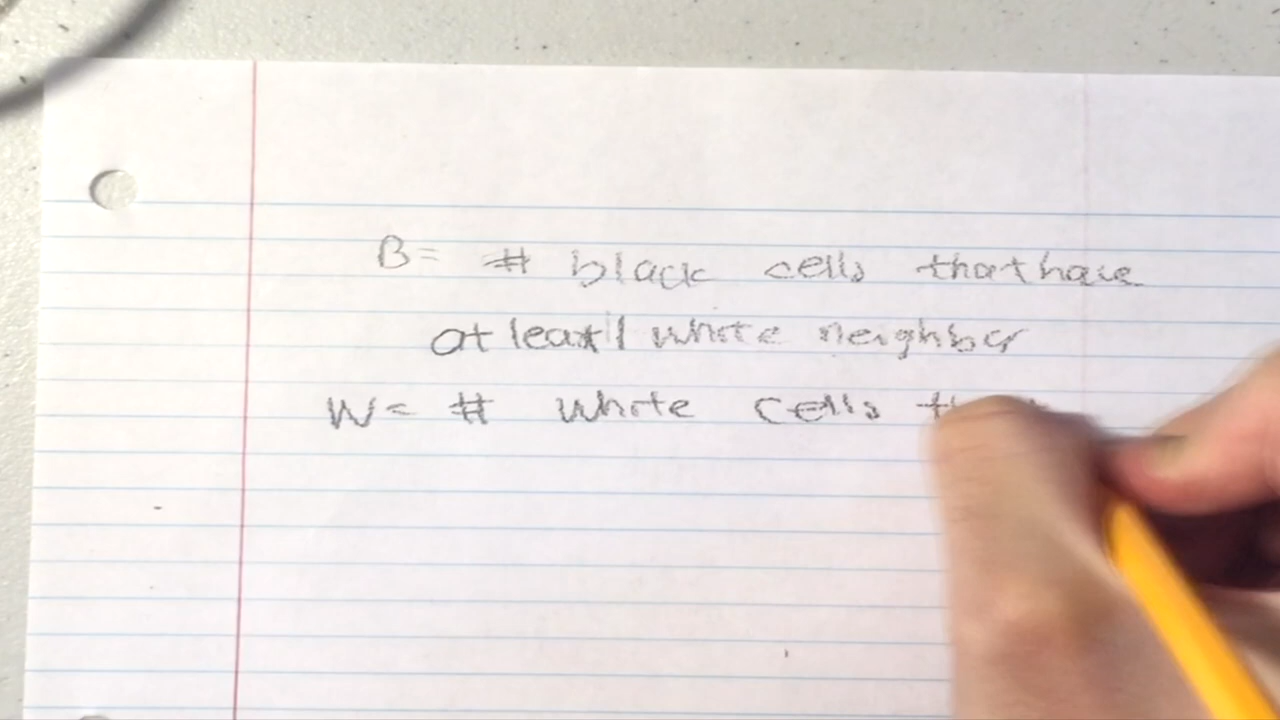 B= # black cells that have
at least 1 white neighbor
W= # white cells